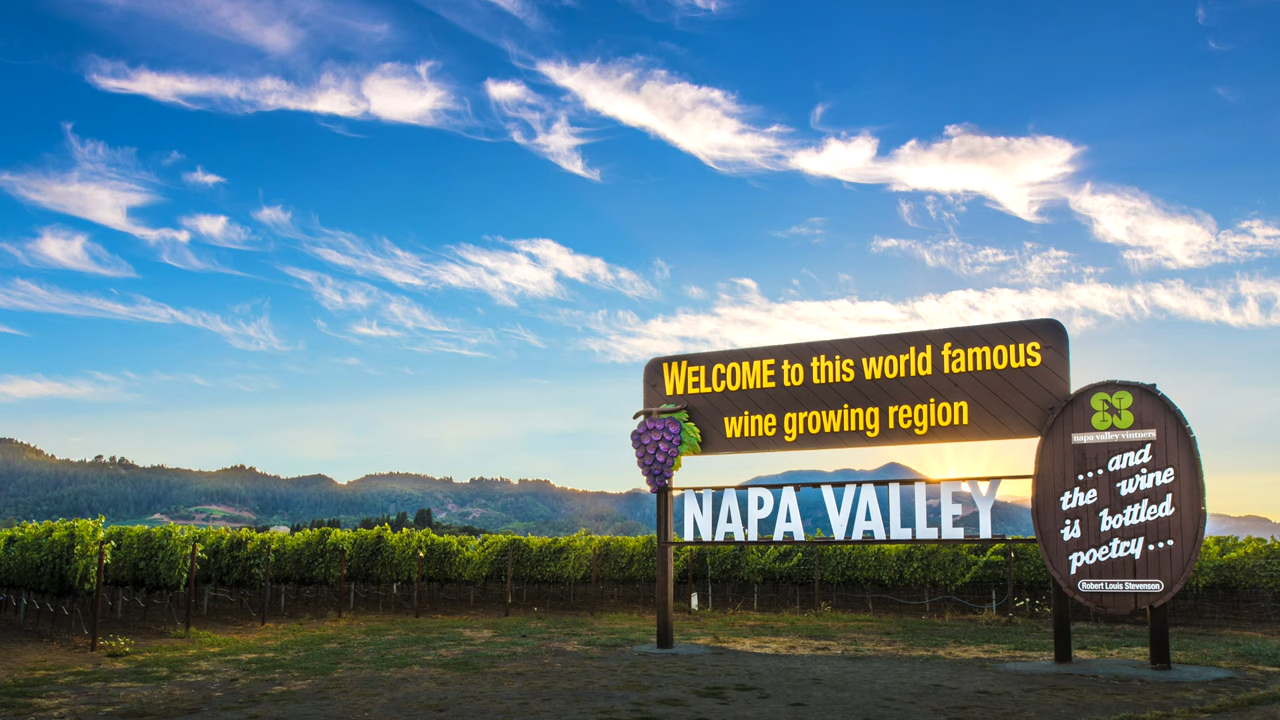 WELCOME to this world famous
wine growing region
NAPA VALLEY
napa valley vintners
...and
the wine
is bottled
poetry...
Robert Louis Stevenson